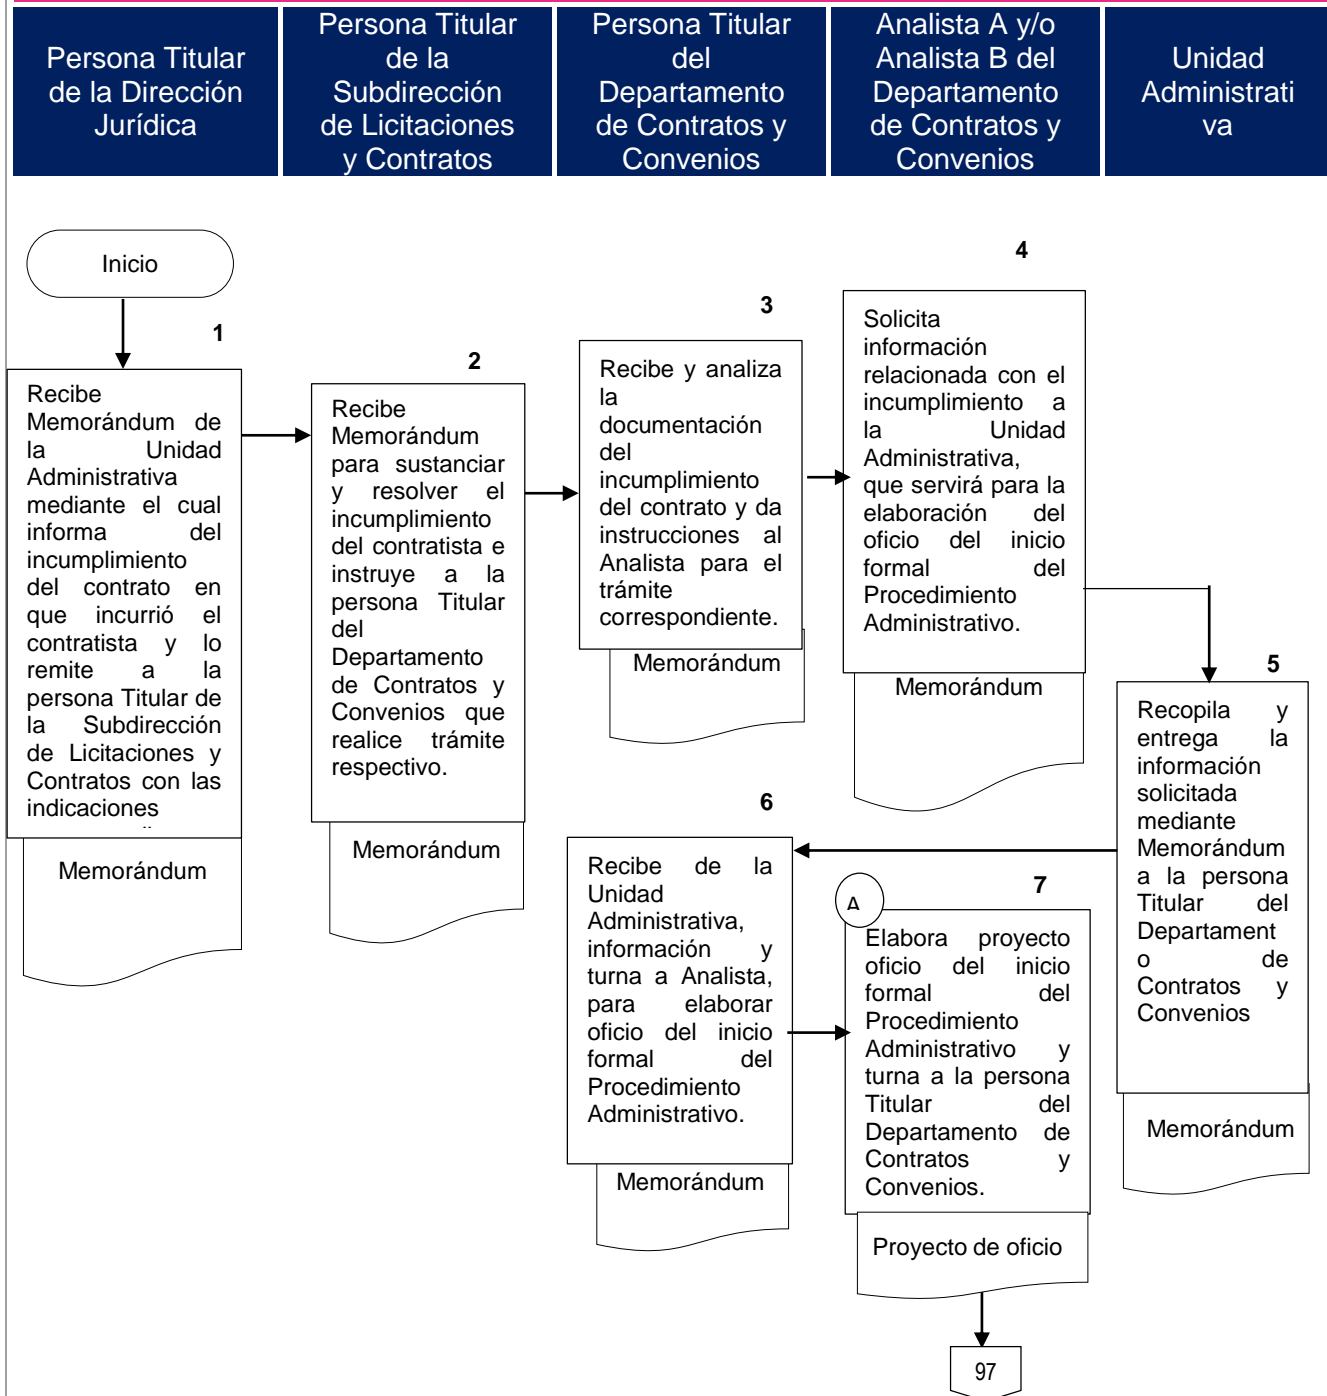 Persona Titular
de la Dirección
Jurídica
Persona Titular
de la
Subdirección
de Licitaciones
y Contratos
Persona Titular
del
Departamento
de Contratos y
Convenios
Analista A y/o
Analista B del
Departamento
de Contratos y
Convenios
Unidad
Administrati
va
Inicio
1
Recibe
Memorándum de
la Unidad
Administrativa
mediante el cual
informa del
incumplimiento
del contrato en
que incurrió el
contratista y lo
remite a la
persona Titular de
la Subdirección
de Licitaciones y
Contratos con las
indicaciones
Memorándum
2
Recibe
Memorándum
para sustanciar
y resolver el
incumplimiento
del contratista e
instruye a la
persona Titular
del
Departamento
de Contratos y
Convenios que
realice trámite
respectivo.
Memorándum
3
Recibe y analiza
la
documentación
del
incumplimiento
del contrato y da
instrucciones al
Analista para el
trámite
correspondiente.
Memorándum
4
Solicita
información
relacionada con el
incumplimiento a
la Unidad
Administrativa,
que servirá para la
elaboración del
oficio del inicio
formal del
Procedimiento
Administrativo.
Memorándum
5
Recopila y
entrega la
información
solicitada
mediante
Memorándum
a la persona
Titular del
Departament
o de
Contratos y
Convenios
Memorándum
6
Recibe de la
Unidad
Administrativa,
información y
turna a Analista,
para elaborar
oficio del inicio
formal del
Procedimiento
Administrativo.
Memorándum
A
7
Elabora proyecto
oficio del inicio
formal del
Procedimiento
Administrativo y
turna a la persona
Titular del
Departamento de
Contratos y
Convenios.
Proyecto de oficio
97